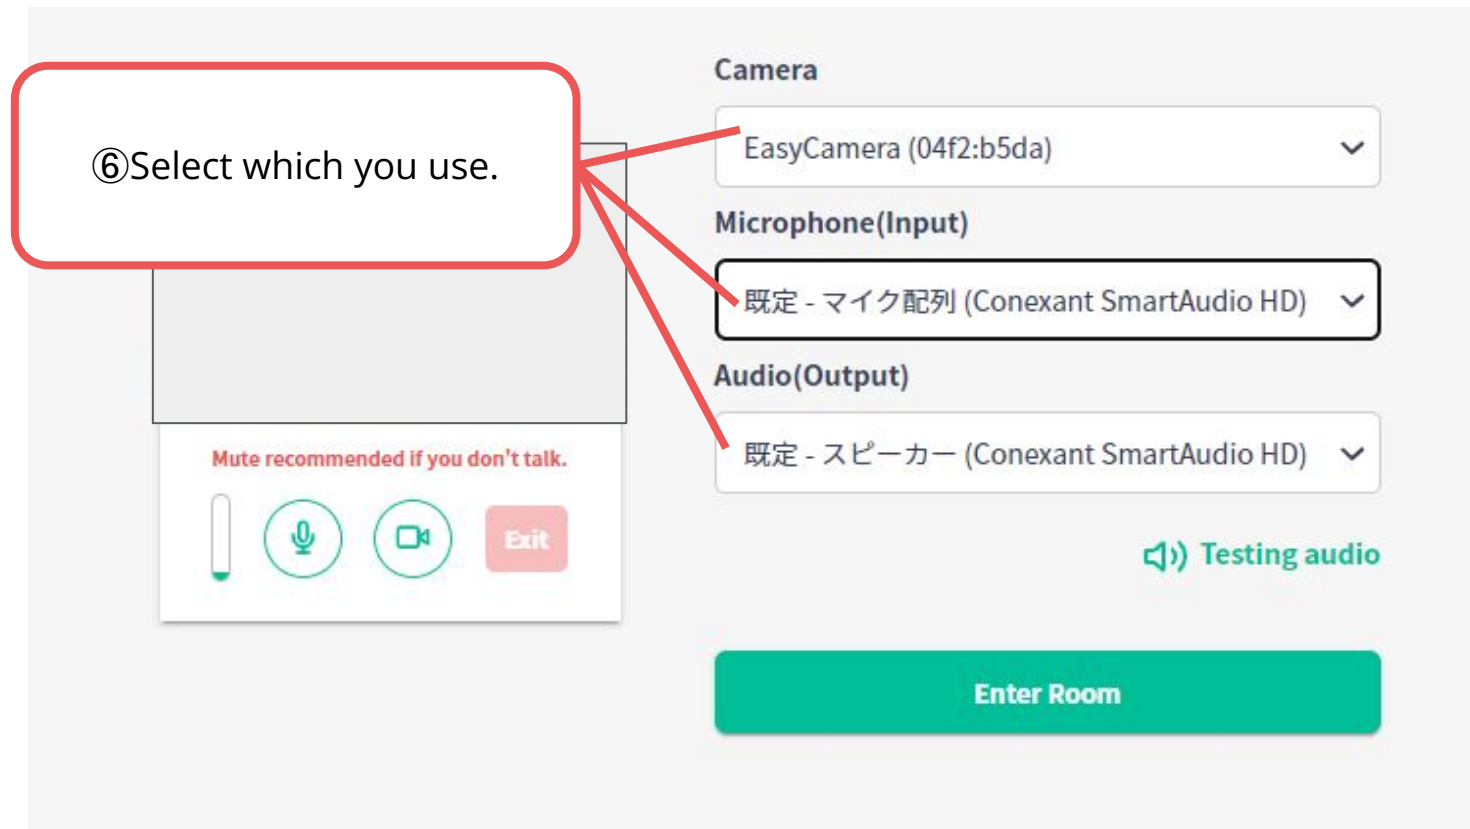 ⑥Select which you use.
Camera
EasyCamera (04f2:b5da)
Microphone(Input)
既定 - マイク配列 (Conexant SmartAudio HD)
Audio(Output)
既定 - スピーカー (Conexant SmartAudio HD)
Mute recommended if you don't talk.
Exit
Testing audio
Enter Room